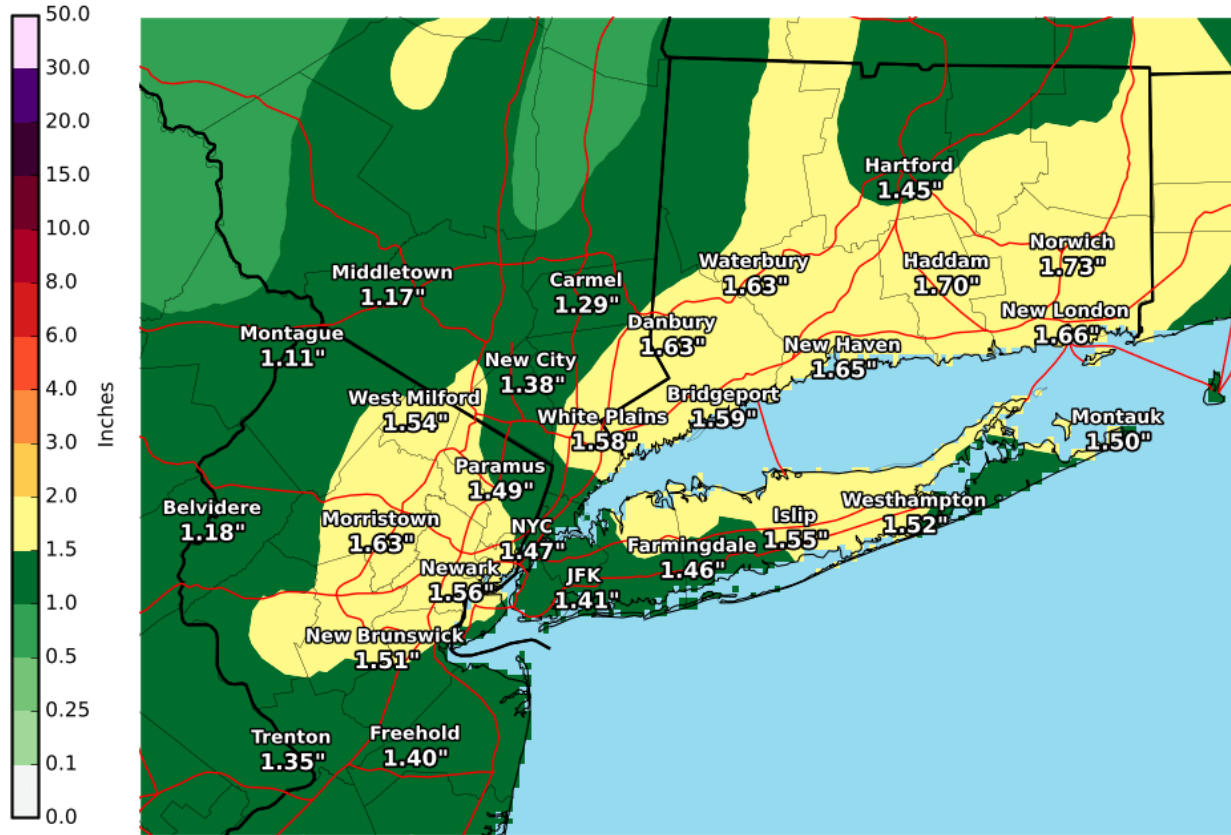 50.0
30.0
20.0
15.0
10.0
8.0
6.0
4.0
3.0
2.0
1.5
1.0
0.5
0.25
0.1
0.0
Inches
Hartford
1.45"
Norwich
1.73"
Waterbury
1.63"
Haddam
1.70"
Middletown
1.17"
Carmel
1.29"
New London
1.66"
Danbury
1.63"
Montague
1.11"
New Haven
1.65"
New City
1.38"
Bridgeport
1.59"
West Milford
1.54"
White Plains
1.58"
Montauk
1.50"
Paramus
1.49"
Westhampton
1.52"
Belvidere
1.18"
Morristown
1.63"
Islip
1.55"
NYC
1.47"
Farmingdale
1.46"
Newark
1.56"
JFK
1.41"
New Brunswick
1.51"
Trenton
1.35"
Freehold
1.40"